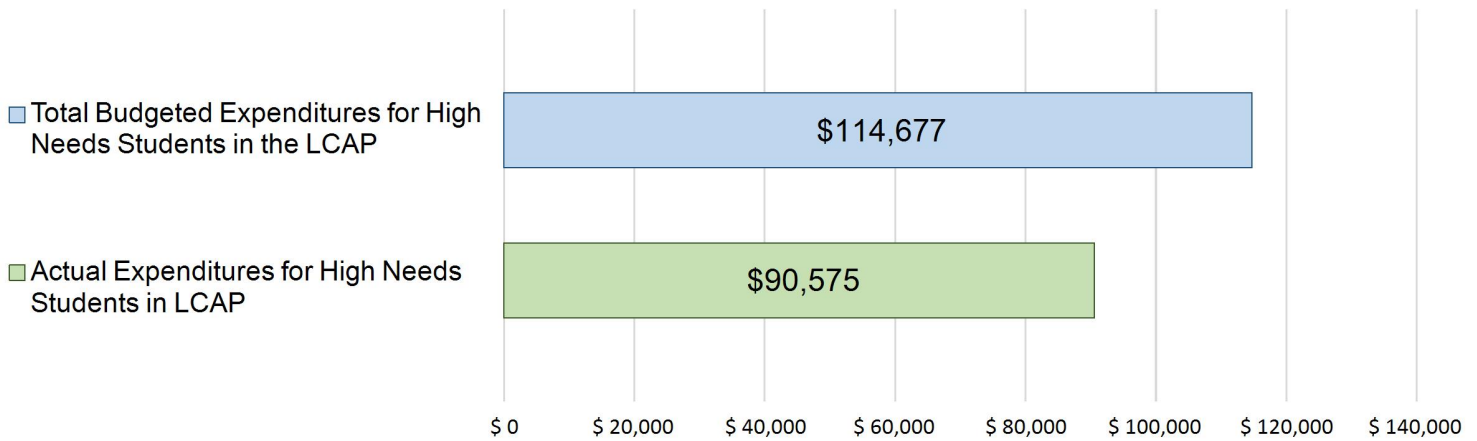 Total Budgeted Expenditures for High
Needs Students in the LCAP
$114,677
Actual Expenditures for High Needs
Students in LCAP
$90,575
$ 0
$ 20,000
$ 40,000
$ 60,000
$ 80,000
$ 100,000
$ 120,000
$ 140,000